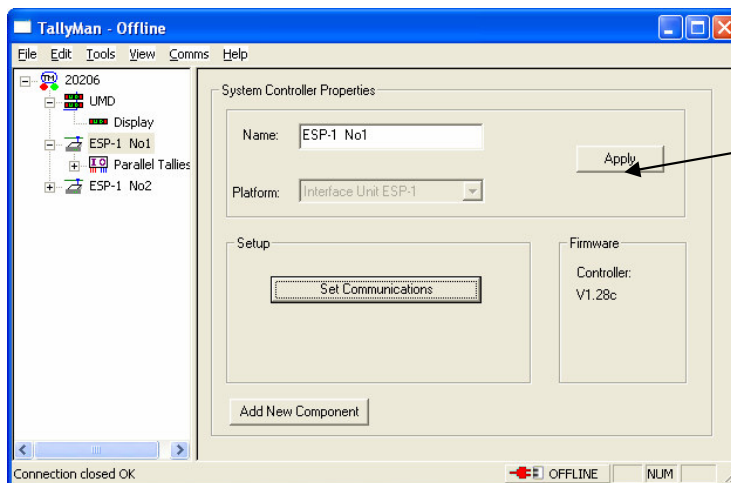 TallyMan - Offline
File Edit Tools View Comms Help
20206
UMD
Display
ESP-1 No1
Parallel Tallies
ESP-1 No2
System Controller Properties
Name: ESP-1 No1
Apply
Platform: Interface Unit ESP-1
Setup
Set Communications
Firmware
Controller:
V1.28c
Add New Component
Connection closed OK
OFFLINE NUM